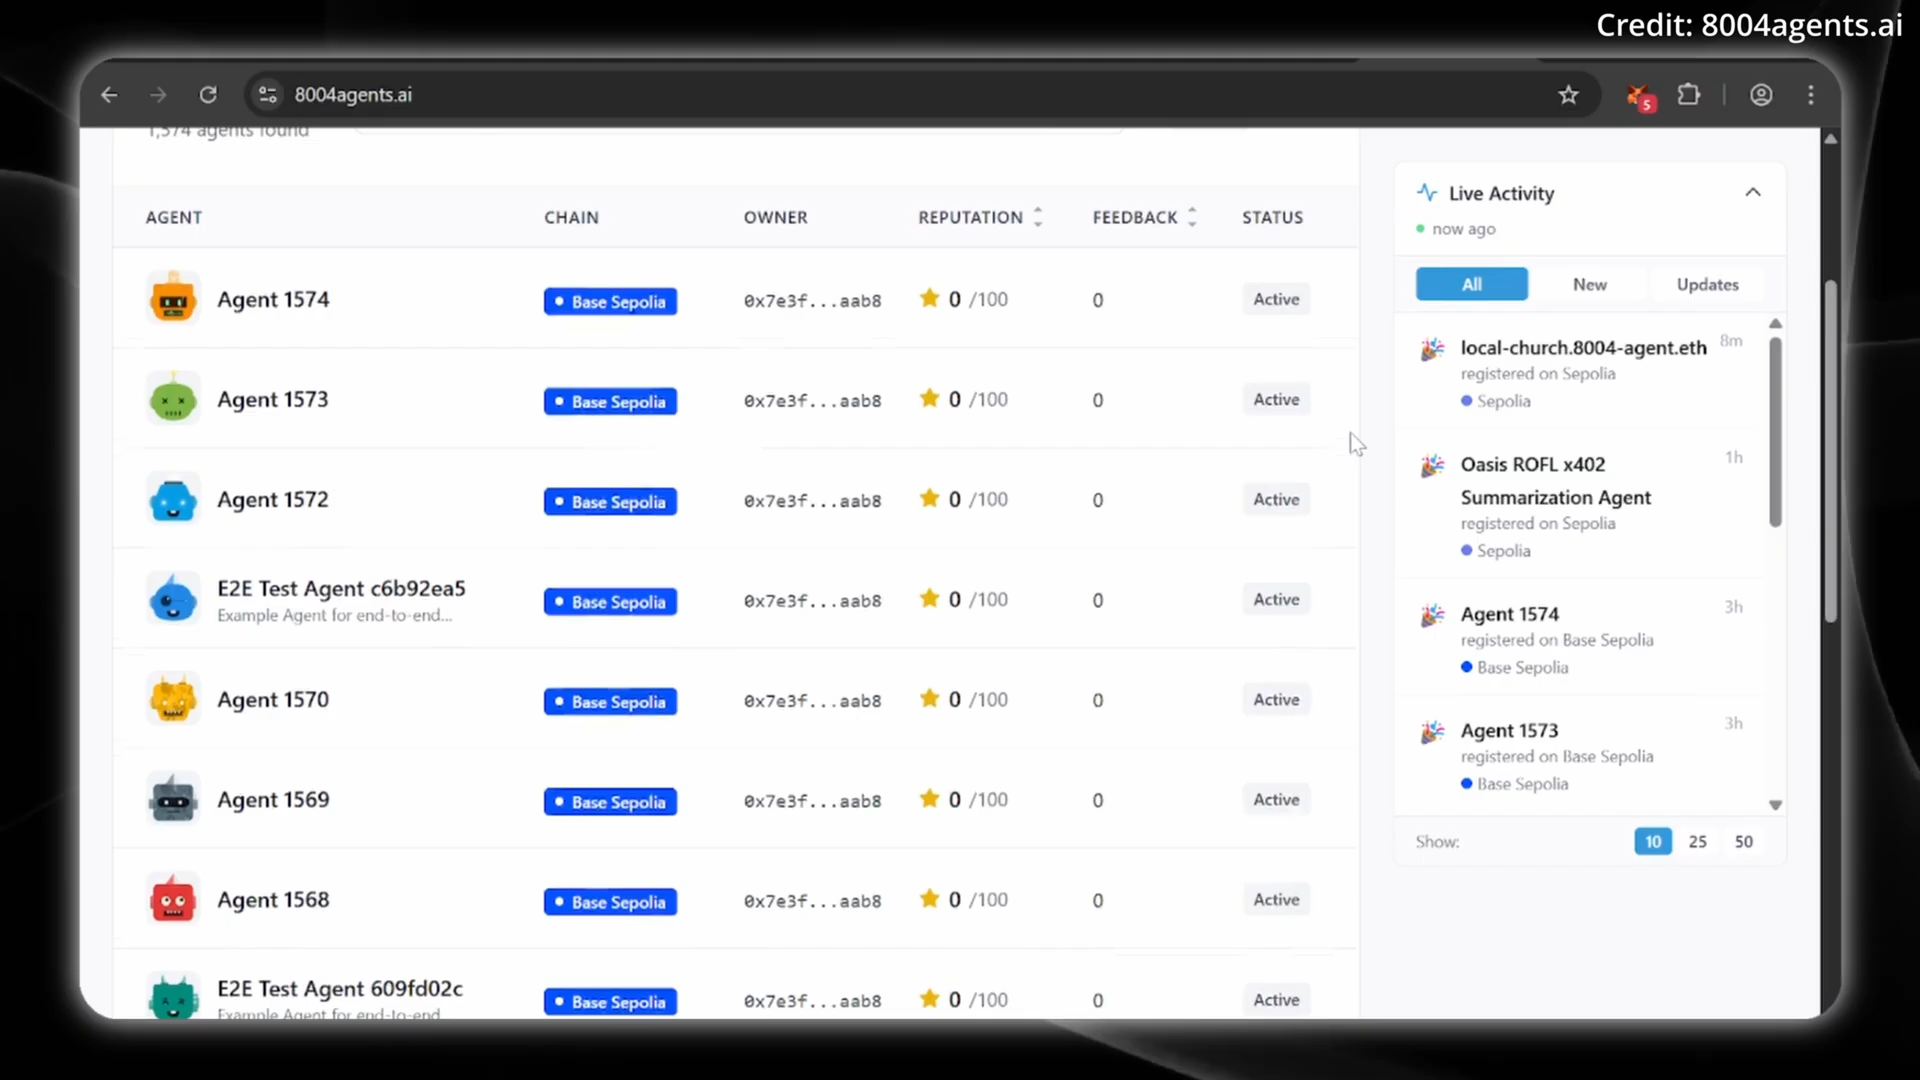 Credit: 8004agents.ai
8004agents.ai
5
1,574 agents found
AGENT CHAIN OWNER REPUTATION FEEDBACK STATUS
Agent 1574 Base Sepolia 0x7e3f...aab8 0 /100 0 Active
Agent 1573 Base Sepolia 0x7e3f...aab8 0 /100 0 Active
Agent 1572 Base Sepolia 0x7e3f...aab8 0 /100 0 Active
E2E Test Agent c6b92ea5 Base Sepolia 0x7e3f...aab8 0 /100 0 Active
Example Agent for end-to-end...
Agent 1570 Base Sepolia 0x7e3f...aab8 0 /100 0 Active
Agent 1569 Base Sepolia 0x7e3f...aab8 0 /100 0 Active
Agent 1568 Base Sepolia 0x7e3f...aab8 0 /100 0 Active
E2E Test Agent 609fd02c Base Sepolia 0x7e3f...aab8 0 /100 0 Active
Example Agent for end-to-end
Live Activity
now ago
All New Updates
local-church.8004-agent.eth 8m
registered on Sepolia
Sepolia
Oasis ROFL x402 1h
Summarization Agent
registered on Sepolia
Sepolia
Agent 1574 3h
registered on Base Sepolia
Base Sepolia
Agent 1573 3h
registered on Base Sepolia
Base Sepolia
Show: 10 25 50